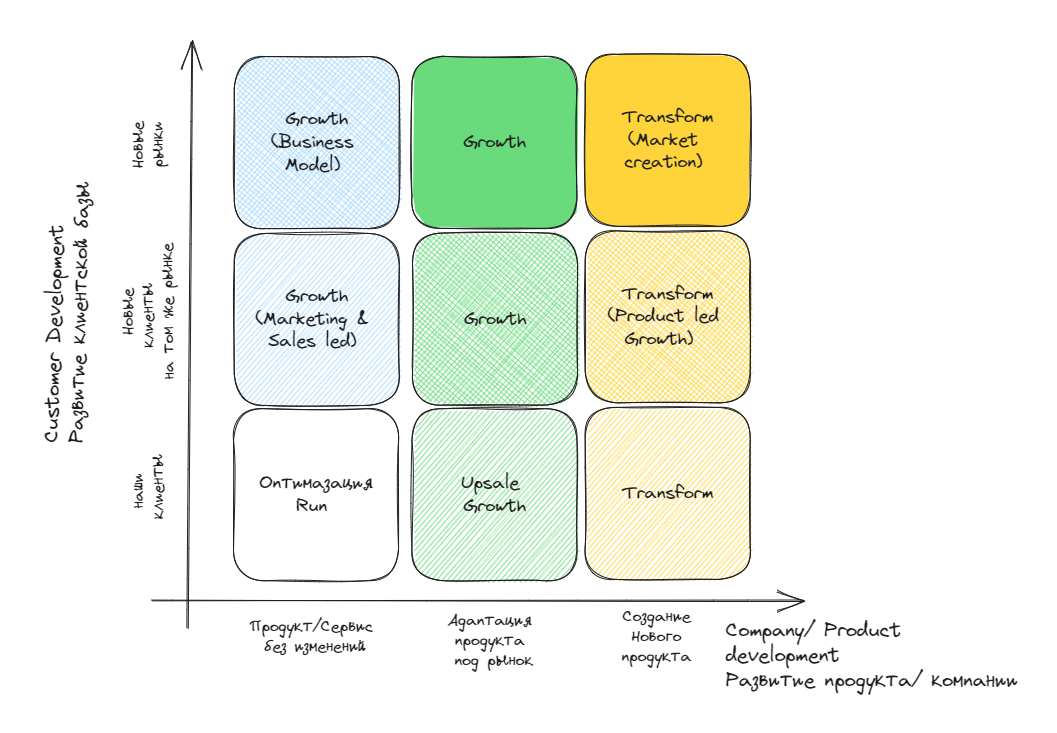 Customer Development
Развитие клиентской базы
Новые
рынки
Growth
(Business
Model)
Growth
Transform
(Market
creation)
Новые
клиенты
на том же рынке
Growth
(Marketing &
Sales led)
Growth
Transform
(Product led
Growth)
Наши
клиенты
Оптимазация
Run
Upsale
Growth
Transform
Продукт/Сервис
без изменений
Адаптация
продукта
под рынок
Создание
Нового
продукта
Company/ Product
development
Развитие продукта/ компании